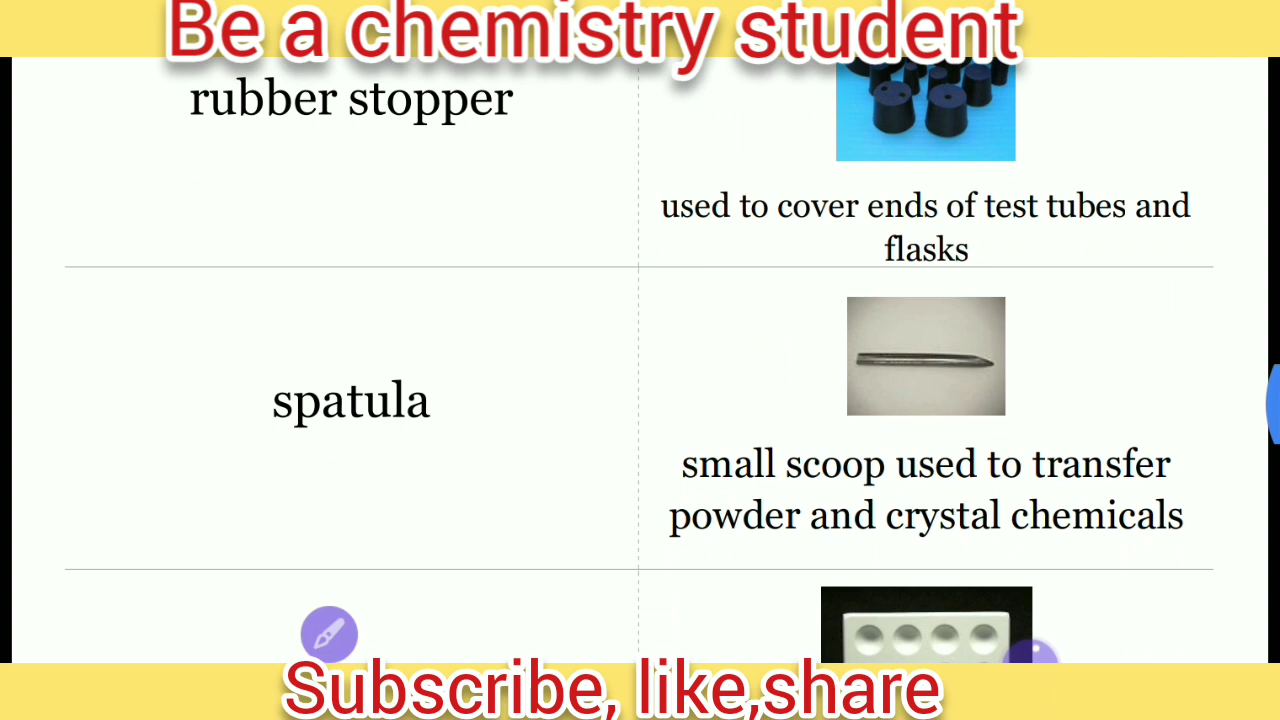 Be a chemistry student
rubber stopper
used to cover ends of test tubes and
flasks
spatula
small scoop used to transfer
powder and crystal chemicals
Subscribe, like,share